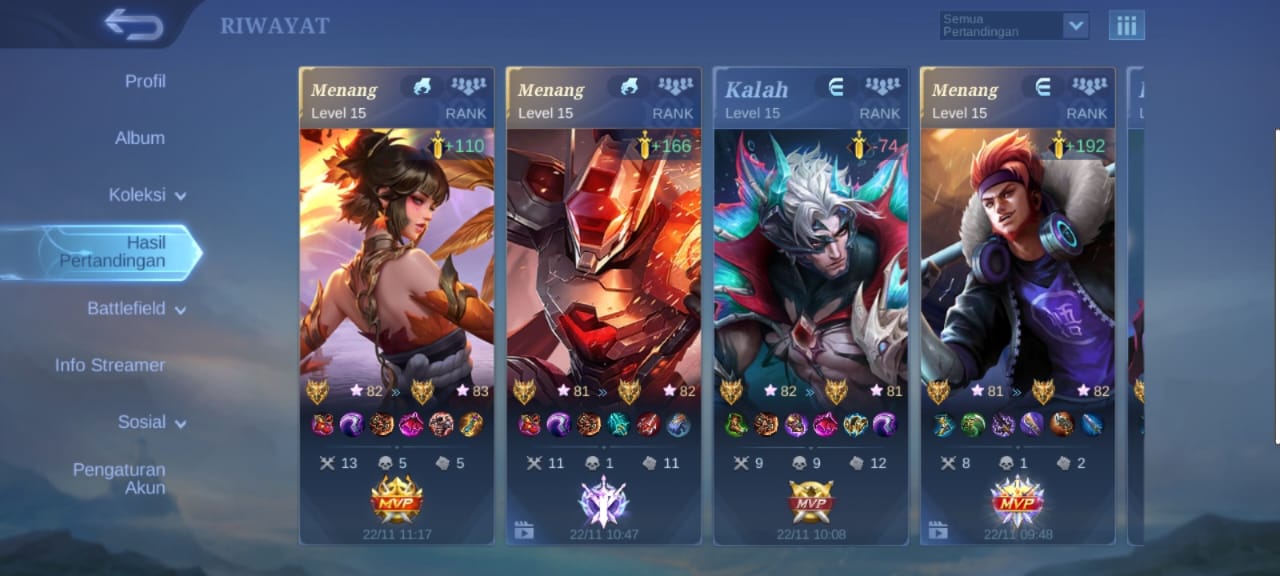 RIWAYAT
Semua
Pertandingan
Profil
Album
Koleksi
Hasil
Pertandingan
Battlefield
Info Streamer
Sosial
Pengaturan
Akun
Menang
Level 15
RANK
+110
82 » 83
13 5 5
MVP
22/11 11:17
Menang
Level 15
RANK
+166
81 » 82
11 1 11
22/11 10:47
Kalah
Level 15
RANK
-74
82 » 81
9 9 12
MVP
22/11 10:08
Menang
Level 15
RANK
+192
悟
81 » 82
8 1 2
MVP
22/11 09:48